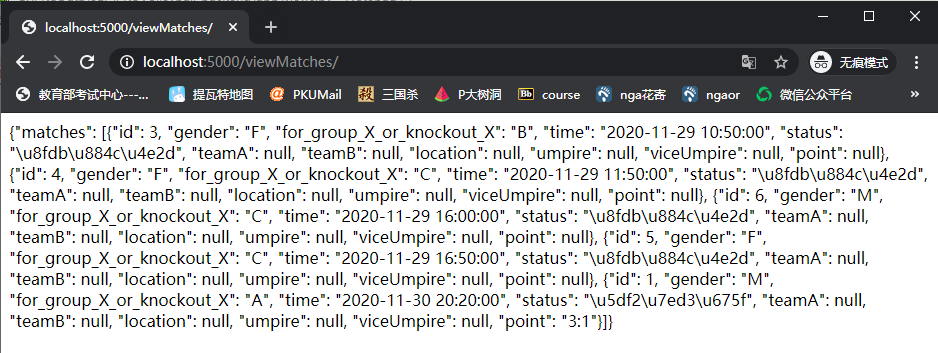 localhost:5000/viewMatches/
localhost:5000/viewMatches/
无痕模式
教育部考试中心---... 提瓦特地图 PKUMail 三国杀 P大树洞 Bb course nga花寄 ngaor 微信公众平台 »
{"matches": [{"id": 3, "gender": "F", "for_group_X_or_knockout_X": "B", "time": "2020-11-29 10:50:00", "status":
"\u8fdb\u884c\u4e2d", "teamA": null, "teamB": null, "location": null, "umpire": null, "viceUmpire": null, "point": null},
{"id": 4, "gender": "F", "for_group_X_or_knockout_X": "C", "time": "2020-11-29 11:50:00", "status": "\u8fdb\u884c\u4e2d",
"teamA": null, "teamB": null, "location": null, "umpire": null, "viceUmpire": null, "point": null}, {"id": 6, "gender": "M",
"for_group_X_or_knockout_X": "C", "time": "2020-11-29 16:00:00", "status": "\u8fdb\u884c\u4e2d", "teamA": null,
"teamB": null, "location": null, "umpire": null, "viceUmpire": null, "point": null}, {"id": 5, "gender": "F",
"for_group_X_or_knockout_X": "C", "time": "2020-11-29 16:50:00", "status": "\u8fdb\u884c\u4e2d", "teamA": null,
"teamB": null, "location": null, "umpire": null, "viceUmpire": null, "point": null}, {"id": 1, "gender": "M",
"for_group_X_or_knockout_X": "A", "time": "2020-11-30 20:20:00", "status": "\u5df2\u7ed3\u675f", "teamA": null,
"teamB": null, "location": null, "umpire": null, "viceUmpire": null, "point": "3:1"}]}